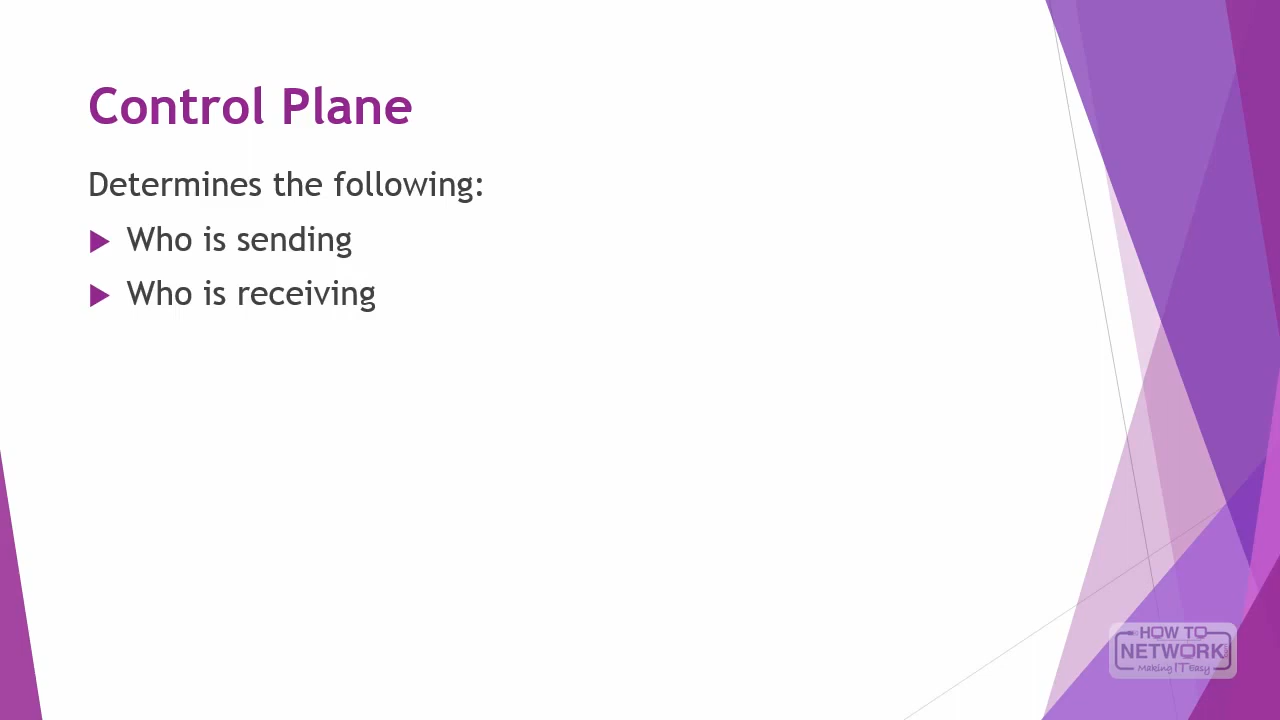 Control Plane
Determines the following:
Who is sending
Who is receiving
HOW TO
NETWORK
Making IT Easy